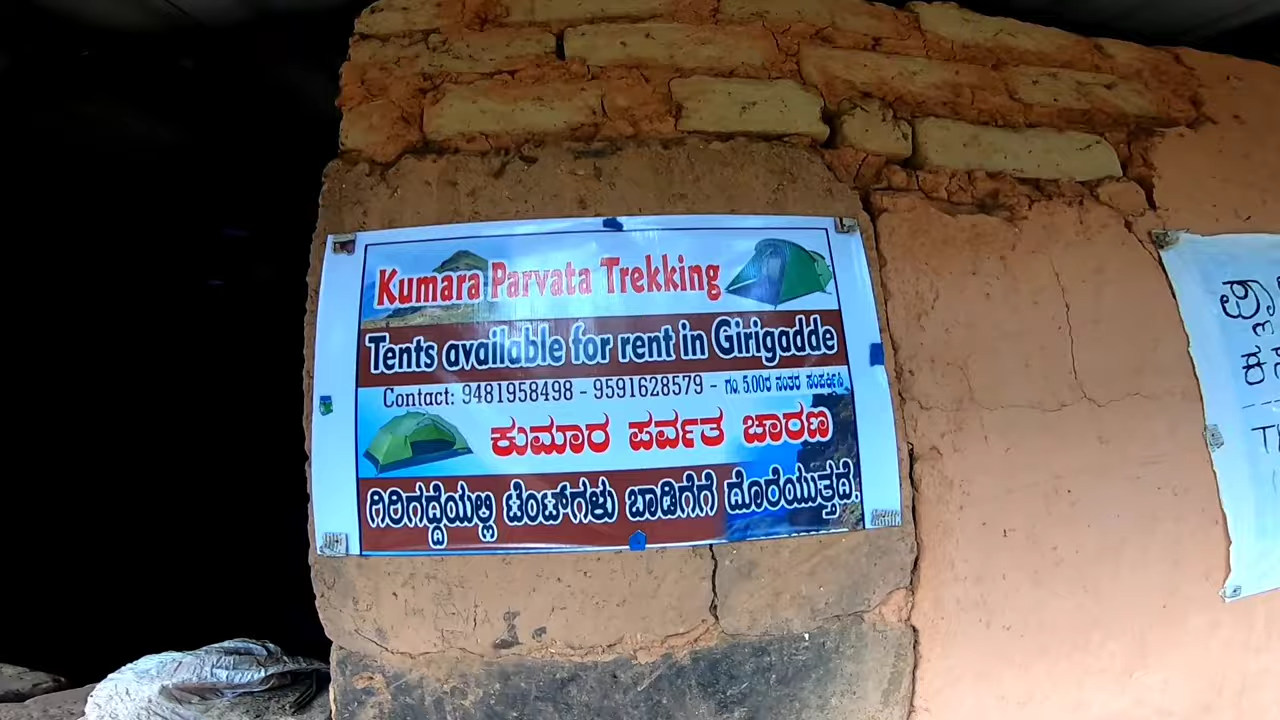 Kumara Parvata Trekking
Tents available for rent in Girigadde
Contact: 9481958498 - 9591628579 - ಗಂ. 5.00ರ ನಂತರ ಸಂಪರ್ಕಿಸಿ
ಕುಮಾರ ಪರ್ವತ ಚಾರಣ
ಗಿರಿಗದ್ದೆಯಲ್ಲಿ ಟೆಂಟ್‌ಗಳು ಬಾಡಿಗೆಗೆ ದೊರೆಯುತ್ತದೆ.